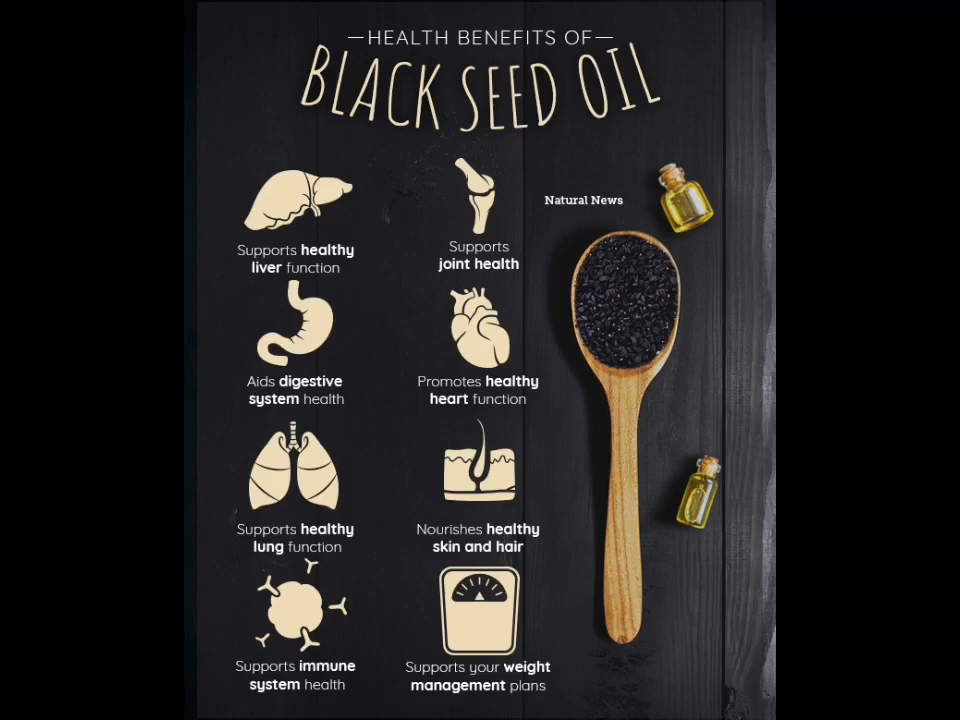 HEALTH BENEFITS OF
BLACK SEED OIL
Natural News
Supports healthy
liver function
Supports
joint health
Aids digestive
system health
Promotes healthy
heart function
Supports healthy
lung function
Nourishes healthy
skin and hair
Supports immune
system health
Supports your weight
management plans